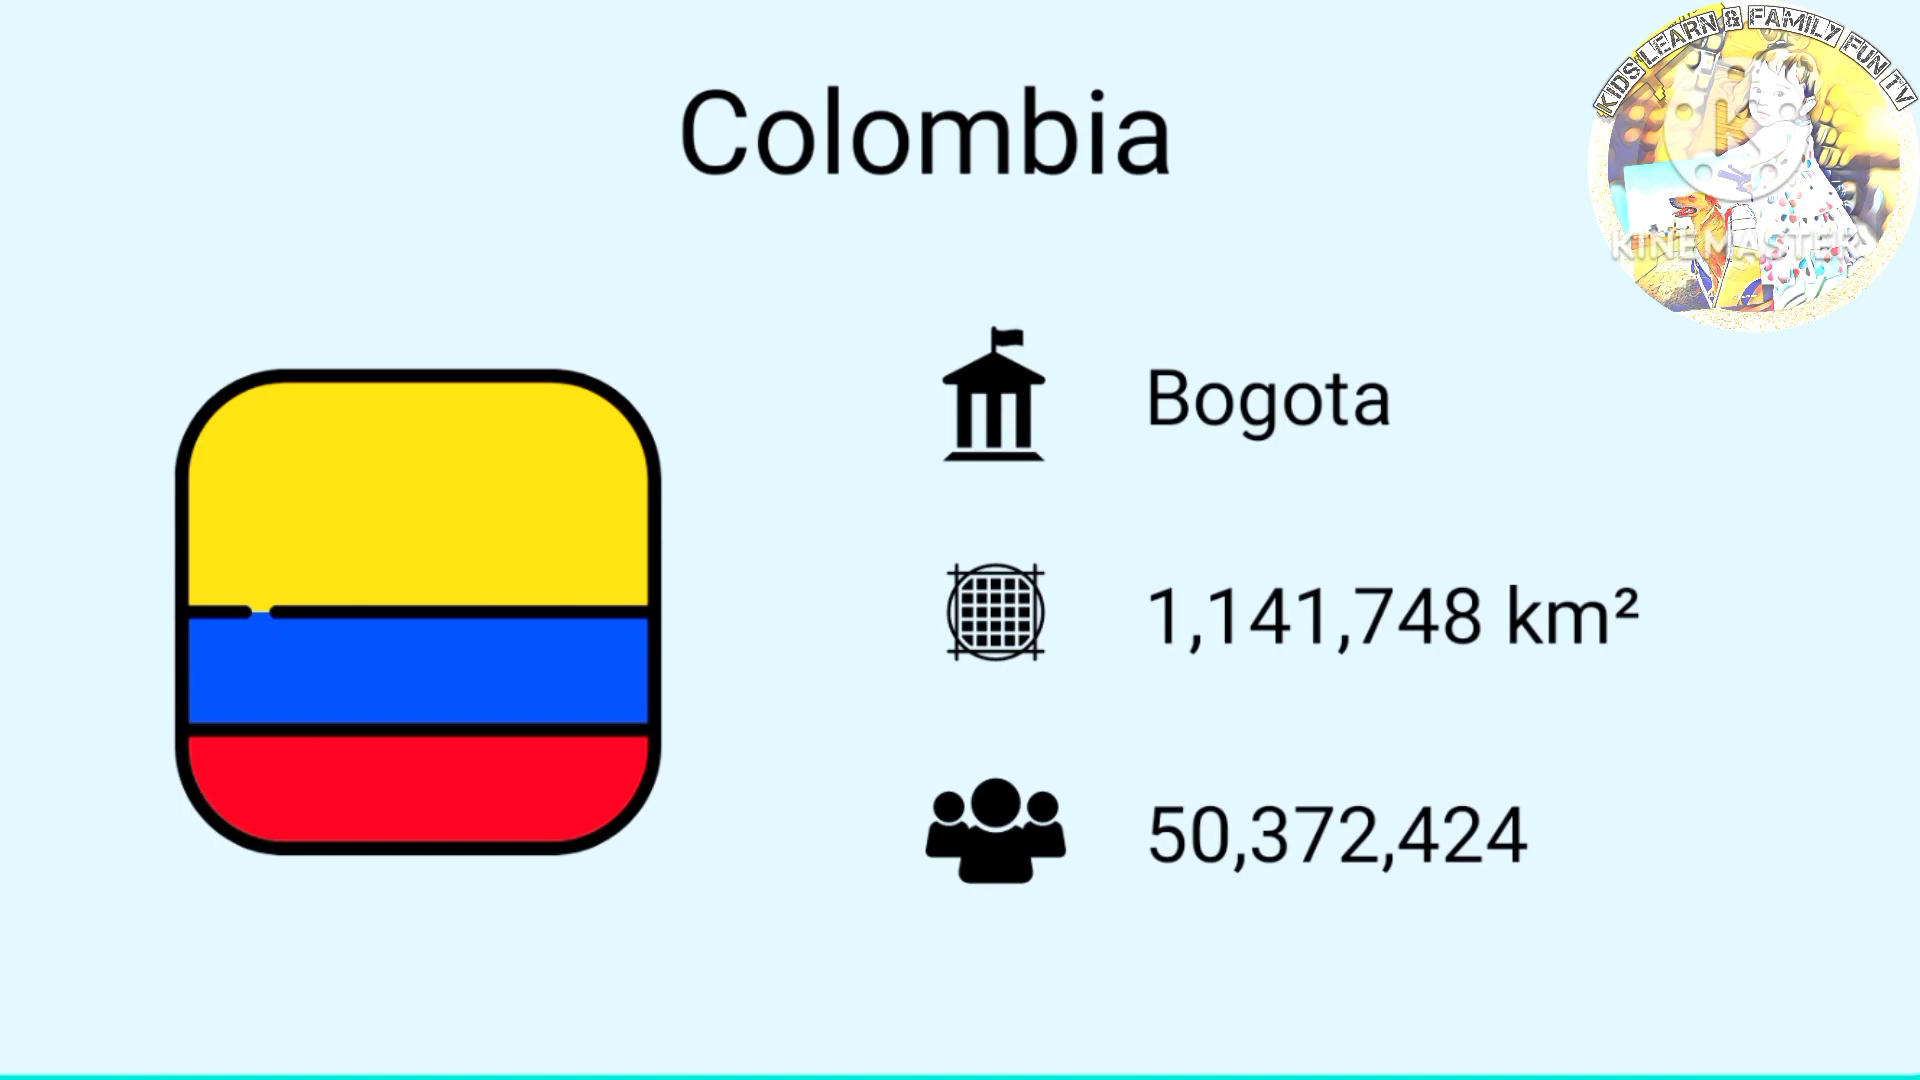 KIDS LEARN & FAMILY FUN TV
K
KINEMASTER
Colombia
Bogota
1,141,748 km²
50,372,424